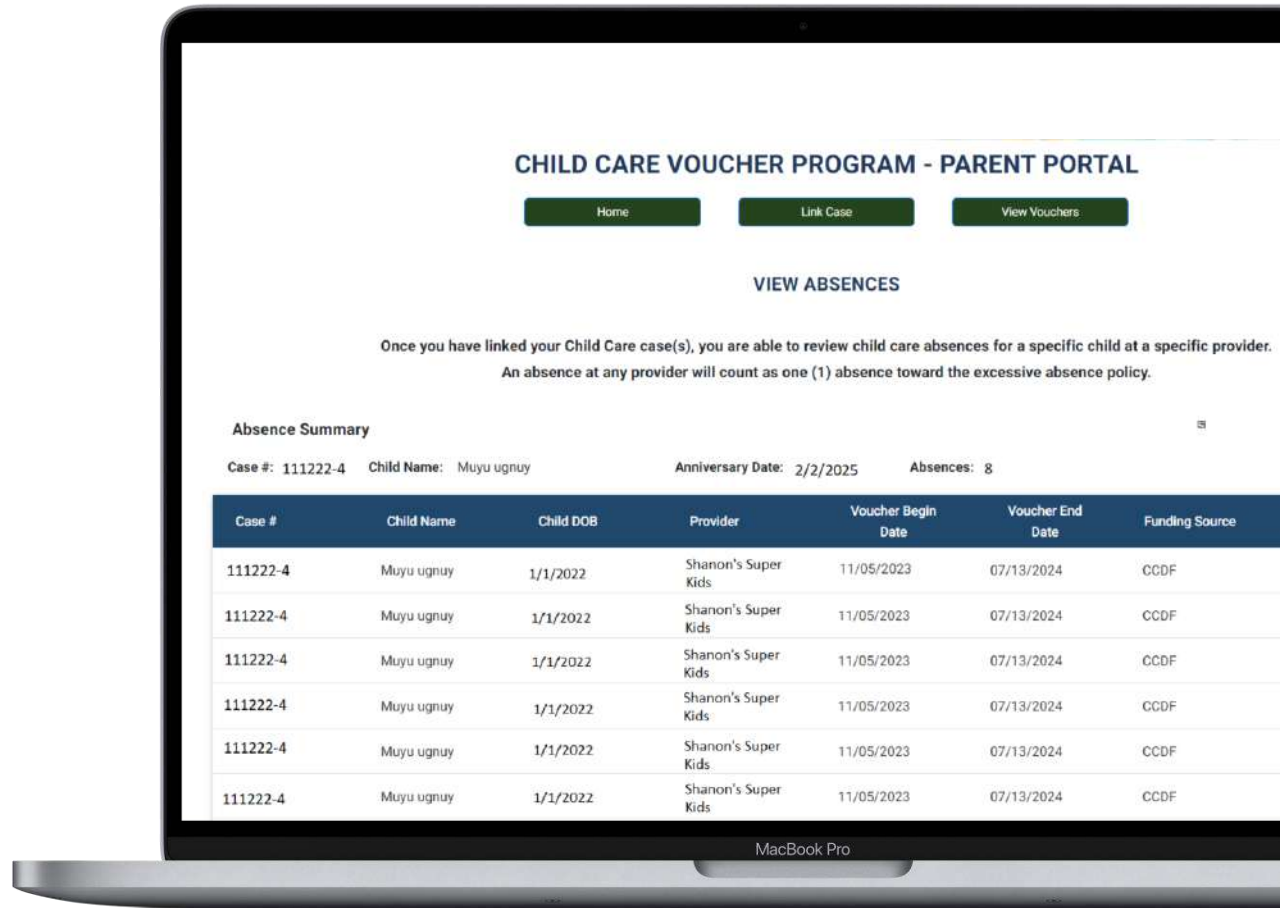 CHILD CARE VOUCHER PROGRAM - PARENT PORTAL
Home Link Case View Vouchers
VIEW ABSENCES
Once you have linked your Child Care case(s), you are able to review child care absences for a specific child at a specific provider.
An absence at any provider will count as one (1) absence toward the excessive absence policy.
Absence Summary
Case #: 111222-4 Child Name: Muyu ugnuy Anniversary Date: 2/2/2025 Absences: 8
Case # Child Name Child DOB Provider Voucher Begin Date Voucher End Date Funding Source
111222-4 Muyu ugnuy 1/1/2022 Shanon's Super Kids 11/05/2023 07/13/2024 CCDF
111222-4 Muyu ugnuy 1/1/2022 Shanon's Super Kids 11/05/2023 07/13/2024 CCDF
111222-4 Muyu ugnuy 1/1/2022 Shanon's Super Kids 11/05/2023 07/13/2024 CCDF
111222-4 Muyu ugnuy 1/1/2022 Shanon's Super Kids 11/05/2023 07/13/2024 CCDF
111222-4 Muyu ugnuy 1/1/2022 Shanon's Super Kids 11/05/2023 07/13/2024 CCDF
111222-4 Muyu ugnuy 1/1/2022 Shanon's Super Kids 11/05/2023 07/13/2024 CCDF
MacBook Pro